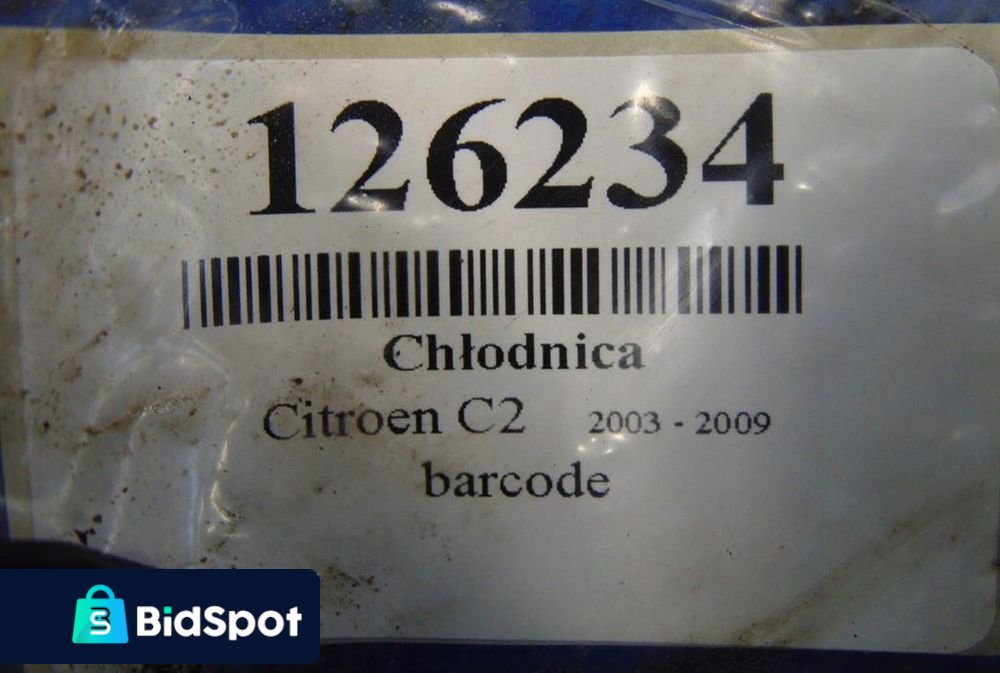 126234
Chłodnica
Citroen C2 2003 - 2009
barcode
BidSpot